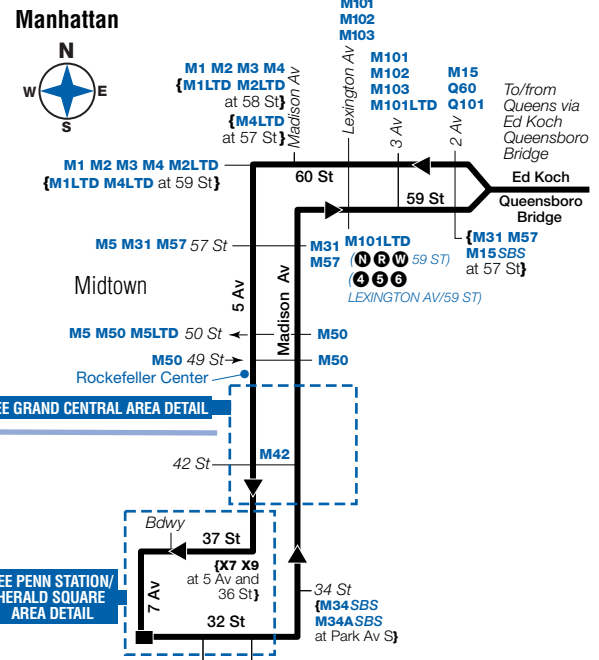 Manhattan
N
W
E
S
M101
M102
M103
Lexington Av
M101
M102
M103
M101LTD
3 Av
M15
Q60
Q101
2 Av
To/from
Queens via
Ed Koch
Queensboro
Bridge
M1 M2 M3 M4
{M1LTD M2LTD
at 58 St}
{M4LTD
at 57 St}
Madison Av
M1 M2 M3 M4 M2LTD
{M1LTD M4LTD at 59 St}
60 St
59 St
Ed Koch
Queensboro
Bridge
{M31 M57
M15SBS
at 57 St}
M5 M31 M57 57 St
M31
M57
M101LTD
(N R W 59 ST)
(4 5 6
LEXINGTON AV/59 ST)
Midtown
5 Av
Madison Av
M5 M50 M5LTD 50 St
M50
M50 49 St
M50
Rockefeller Center
EE GRAND CENTRAL AREA DETAIL
M42
42 St
Bdwy
37 St
{X7 X9
at 5 Av and
36 St}
7 Av
EE PENN STATION/
HERALD SQUARE
AREA DETAIL
32 St
34 St
{M34SBS
M34ASBS
at Park Av S}